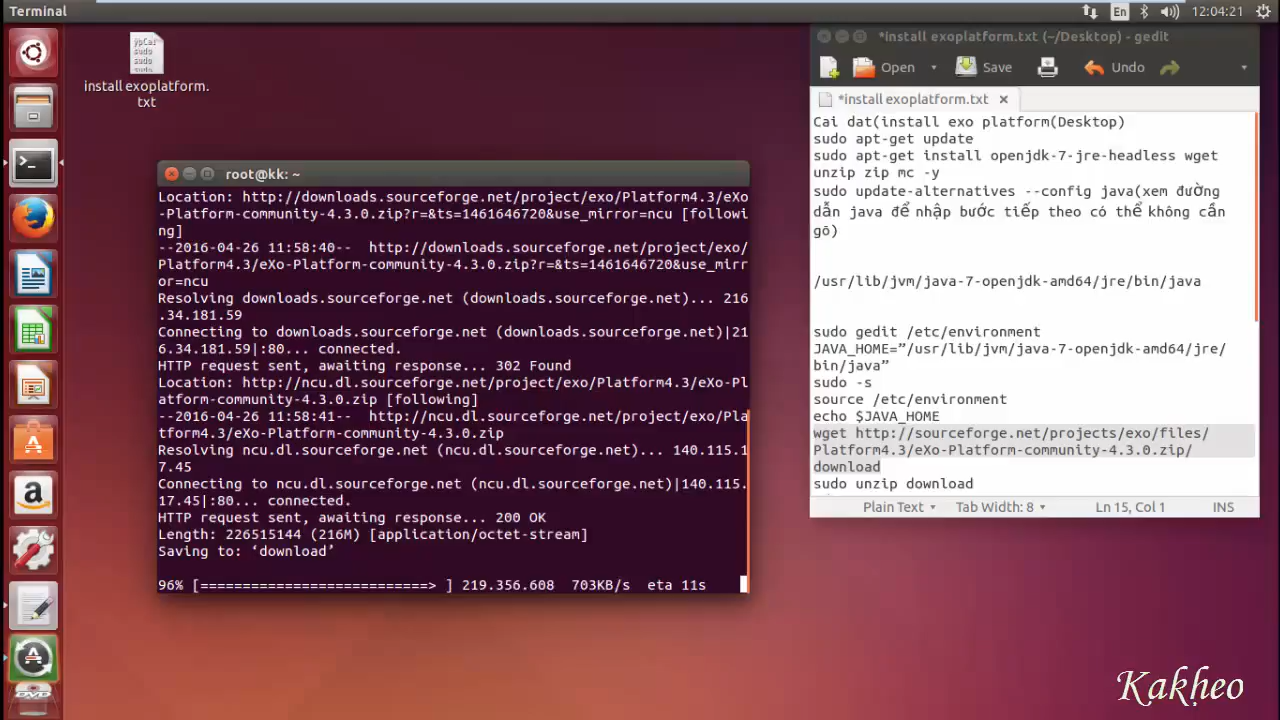 Terminal
En
12:04:21
install exoplatform.
txt
root@kk: ~
Location: http://downloads.sourceforge.net/project/exo/Platform4.3/eXo
-Platform-community-4.3.0.zip?r=&ts=1461646720&use_mirror=ncu [followi
ng]
--2016-04-26 11:58:40--  http://downloads.sourceforge.net/project/exo/
Platform4.3/eXo-Platform-community-4.3.0.zip?r=&ts=1461646720&use_mirr
or=ncu
Resolving downloads.sourceforge.net (downloads.sourceforge.net)... 216
.34.181.59
Connecting to downloads.sourceforge.net (downloads.sourceforge.net)|21
6.34.181.59|:80... connected.
HTTP request sent, awaiting response... 302 Found
Location: http://ncu.dl.sourceforge.net/project/exo/Platform4.3/eXo-Pl
atform-community-4.3.0.zip [following]
--2016-04-26 11:58:41--  http://ncu.dl.sourceforge.net/project/exo/Pla
tform4.3/eXo-Platform-community-4.3.0.zip
Resolving ncu.dl.sourceforge.net (ncu.dl.sourceforge.net)... 140.115.1
7.45
Connecting to ncu.dl.sourceforge.net (ncu.dl.sourceforge.net)|140.115.
17.45|:80... connected.
HTTP request sent, awaiting response... 200 OK
Length: 226515144 (216M) [application/octet-stream]
Saving to: ‘download’
96% [===========================> ] 219.356.608  703KB/s  eta 11s
*install exoplatform.txt (~/Desktop) - gedit
Open Save Undo
*install exoplatform.txt
Cai dat(install exo platform(Desktop)
sudo apt-get update
sudo apt-get install openjdk-7-jre-headless wget
unzip zip mc -y
sudo update-alternatives --config java(xem đường
dẫn java để nhập bước tiếp theo có thể không cần
gõ)
/usr/lib/jvm/java-7-openjdk-amd64/jre/bin/java
sudo gedit /etc/environment
JAVA_HOME=”/usr/lib/jvm/java-7-openjdk-amd64/jre/
bin/java”
sudo -s
source /etc/environment
echo $JAVA_HOME
wget http://sourceforge.net/projects/exo/files/
Platform4.3/eXo-Platform-community-4.3.0.zip/
download
sudo unzip download
Plain Text Tab Width: 8 Ln 15, Col 1 INS
Kakheo